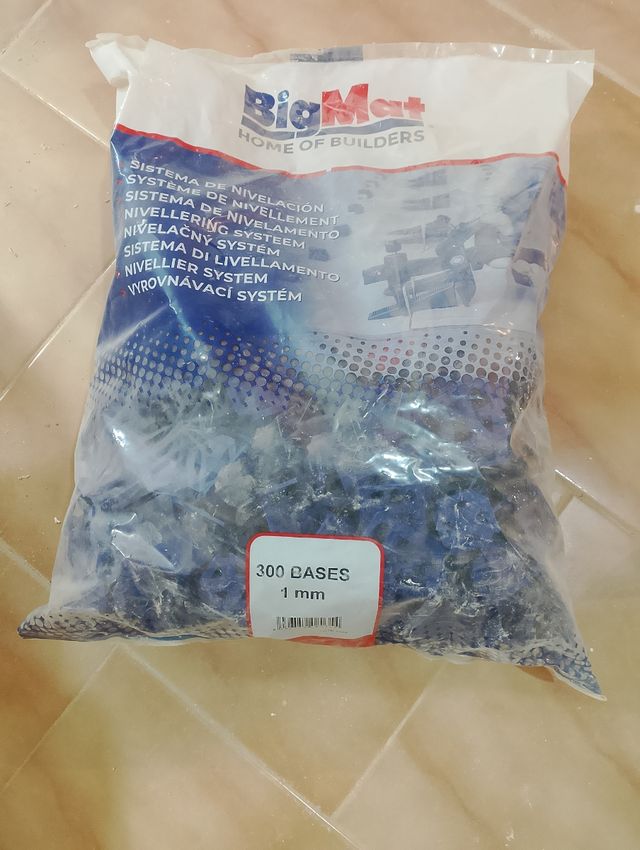 BigMat
HOME OF BUILDERS
SISTEMA DE NIVELACIÓN
SYSTÈME DE NIVELLEMENT
SISTEMA DE NIVELAMENTO
NIVELLERING SYSTEEM
NIVELAČNÝ SYSTÉM
SISTEMA DI LIVELLAMENTO
NIVELLIER SYSTEM
VYROVNÁVACÍ SYSTÉM
300 BASES
1 mm